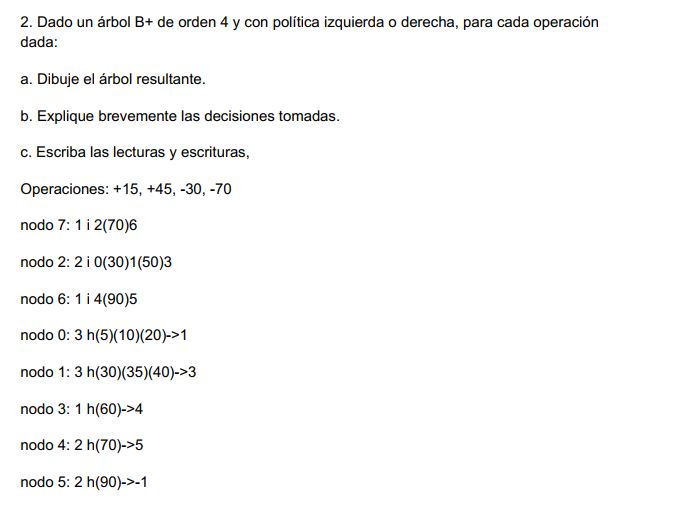 2. Dado un árbol B+ de orden 4 y con política izquierda o derecha, para cada operación
dada:
a. Dibuje el árbol resultante.
b. Explique brevemente las decisiones tomadas.
c. Escriba las lecturas y escrituras,
Operaciones: +15, +45, -30, -70
nodo 7: 1 i 2(70)6
nodo 2: 2 i 0(30)1(50)3
nodo 6: 1 i 4(90)5
nodo 0: 3 h(5)(10)(20)->1
nodo 1: 3 h(30)(35)(40)->3
nodo 3: 1 h(60)->4
nodo 4: 2 h(70)->5
nodo 5: 2 h(90)->-1